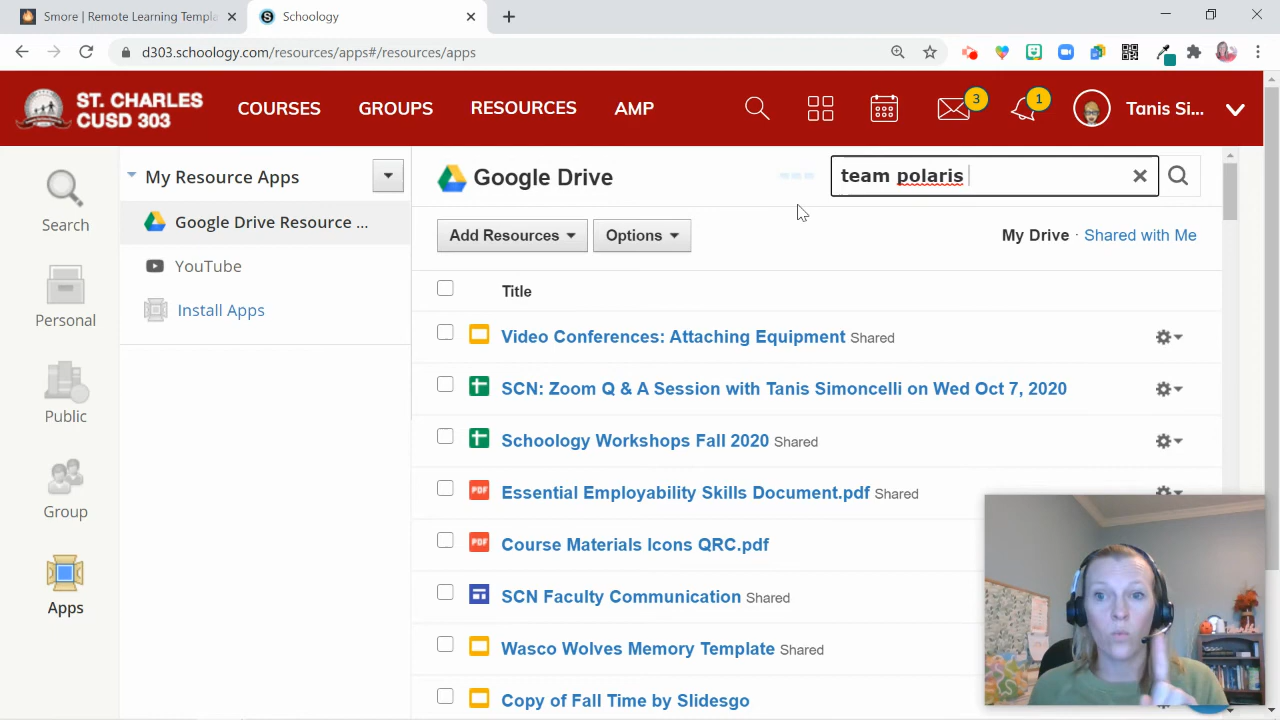 Smore | Remote Learning Templa
Schoology
d303.schoology.com/resources/apps#/resources/apps
ST. CHARLES
CUSD 303
COURSES
GROUPS
RESOURCES
AMP
3
1
Tanis Si...
Search
Personal
Public
Group
Apps
My Resource Apps
Google Drive Resource ...
YouTube
Install Apps
Google Drive
team polaris
Add Resources
Options
My Drive · Shared with Me
Title
Video Conferences: Attaching Equipment Shared
SCN: Zoom Q & A Session with Tanis Simoncelli on Wed Oct 7, 2020
Schoology Workshops Fall 2020 Shared
PDF Essential Employability Skills Document.pdf Shared
PDF Course Materials Icons QRC.pdf
SCN Faculty Communication Shared
Wasco Wolves Memory Template Shared
Copy of Fall Time by Slidesgo